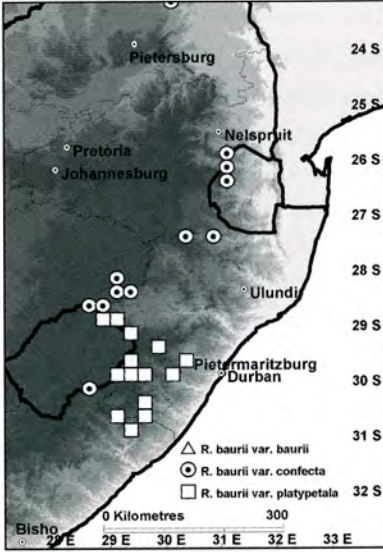 24 S
Pietersburg
25 S
Nelspruit
Pretoria
26 S
Johannesburg
27 S
28 S
Ulundi
29 S
Pietermaritzburg
Durban
30 S
31 S
R. baurii var. baurii
R. baurii var. confecta
R. baurii var. platypetala
32 S
0 Kilometres 300
Bisho
28 E 29 E 30 E 31 E 32 E 33 E